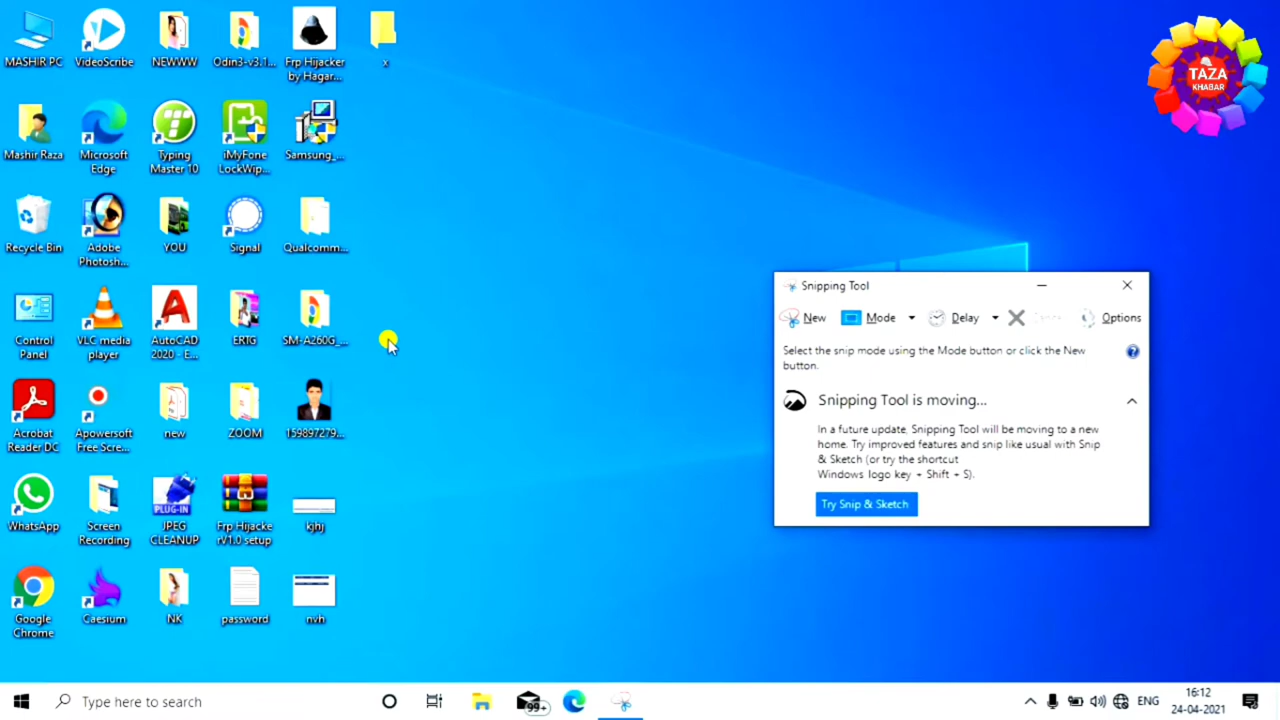 MASHIR PC
VideoScribe
NEWWW
Odin3-v3.1...
Frp Hijacker
by Hagar...
x
TAZA
KHABAR
Mashir Raza
Microsoft
Edge
Typing
Master 10
iMyFone
LockWip...
Samsung_...
Recycle Bin
Adobe
Photosh...
YOU
Signal
Qualcomm...
Control
Panel
VLC media
player
AutoCAD
2020 - E...
ERTG
SM-A260G_...
Acrobat
Reader DC
Apowersoft
Free Scre...
new
ZOOM
159897279...
WhatsApp
Screen
Recording
PLUG-IN
JPEG
CLEANUP
Frp Hijacke
rV1.0 setup
kjhj
Google
Chrome
Caesium
NK
password
nvh
Snipping Tool
New Mode Delay Options
Select the snip mode using the Mode button or click the New
button.
Snipping Tool is moving...
In a future update, Snipping Tool will be moving to a new
home. Try improved features and snip like usual with Snip
& Sketch (or try the shortcut
Windows logo key + Shift + S).
Try Snip & Sketch
Type here to search
99+
ENG
16:12
24-04-2021